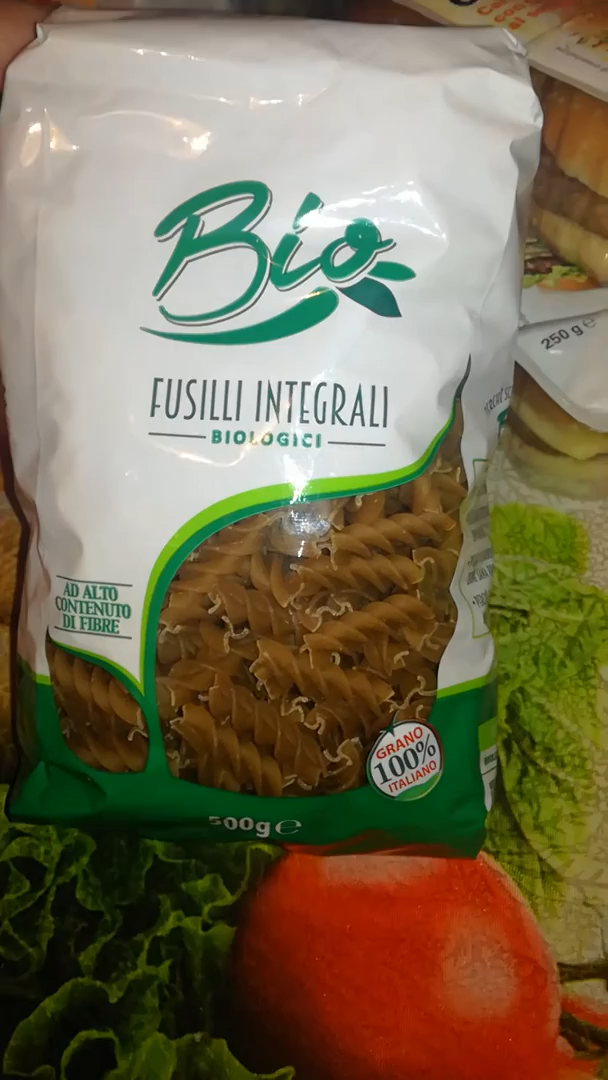 Bio
FUSILLI INTEGRALI
BIOLOGICI
AD ALTO
CONTENUTO
DI FIBRE
GRANO
100%
ITALIANO
500g e
250 g e